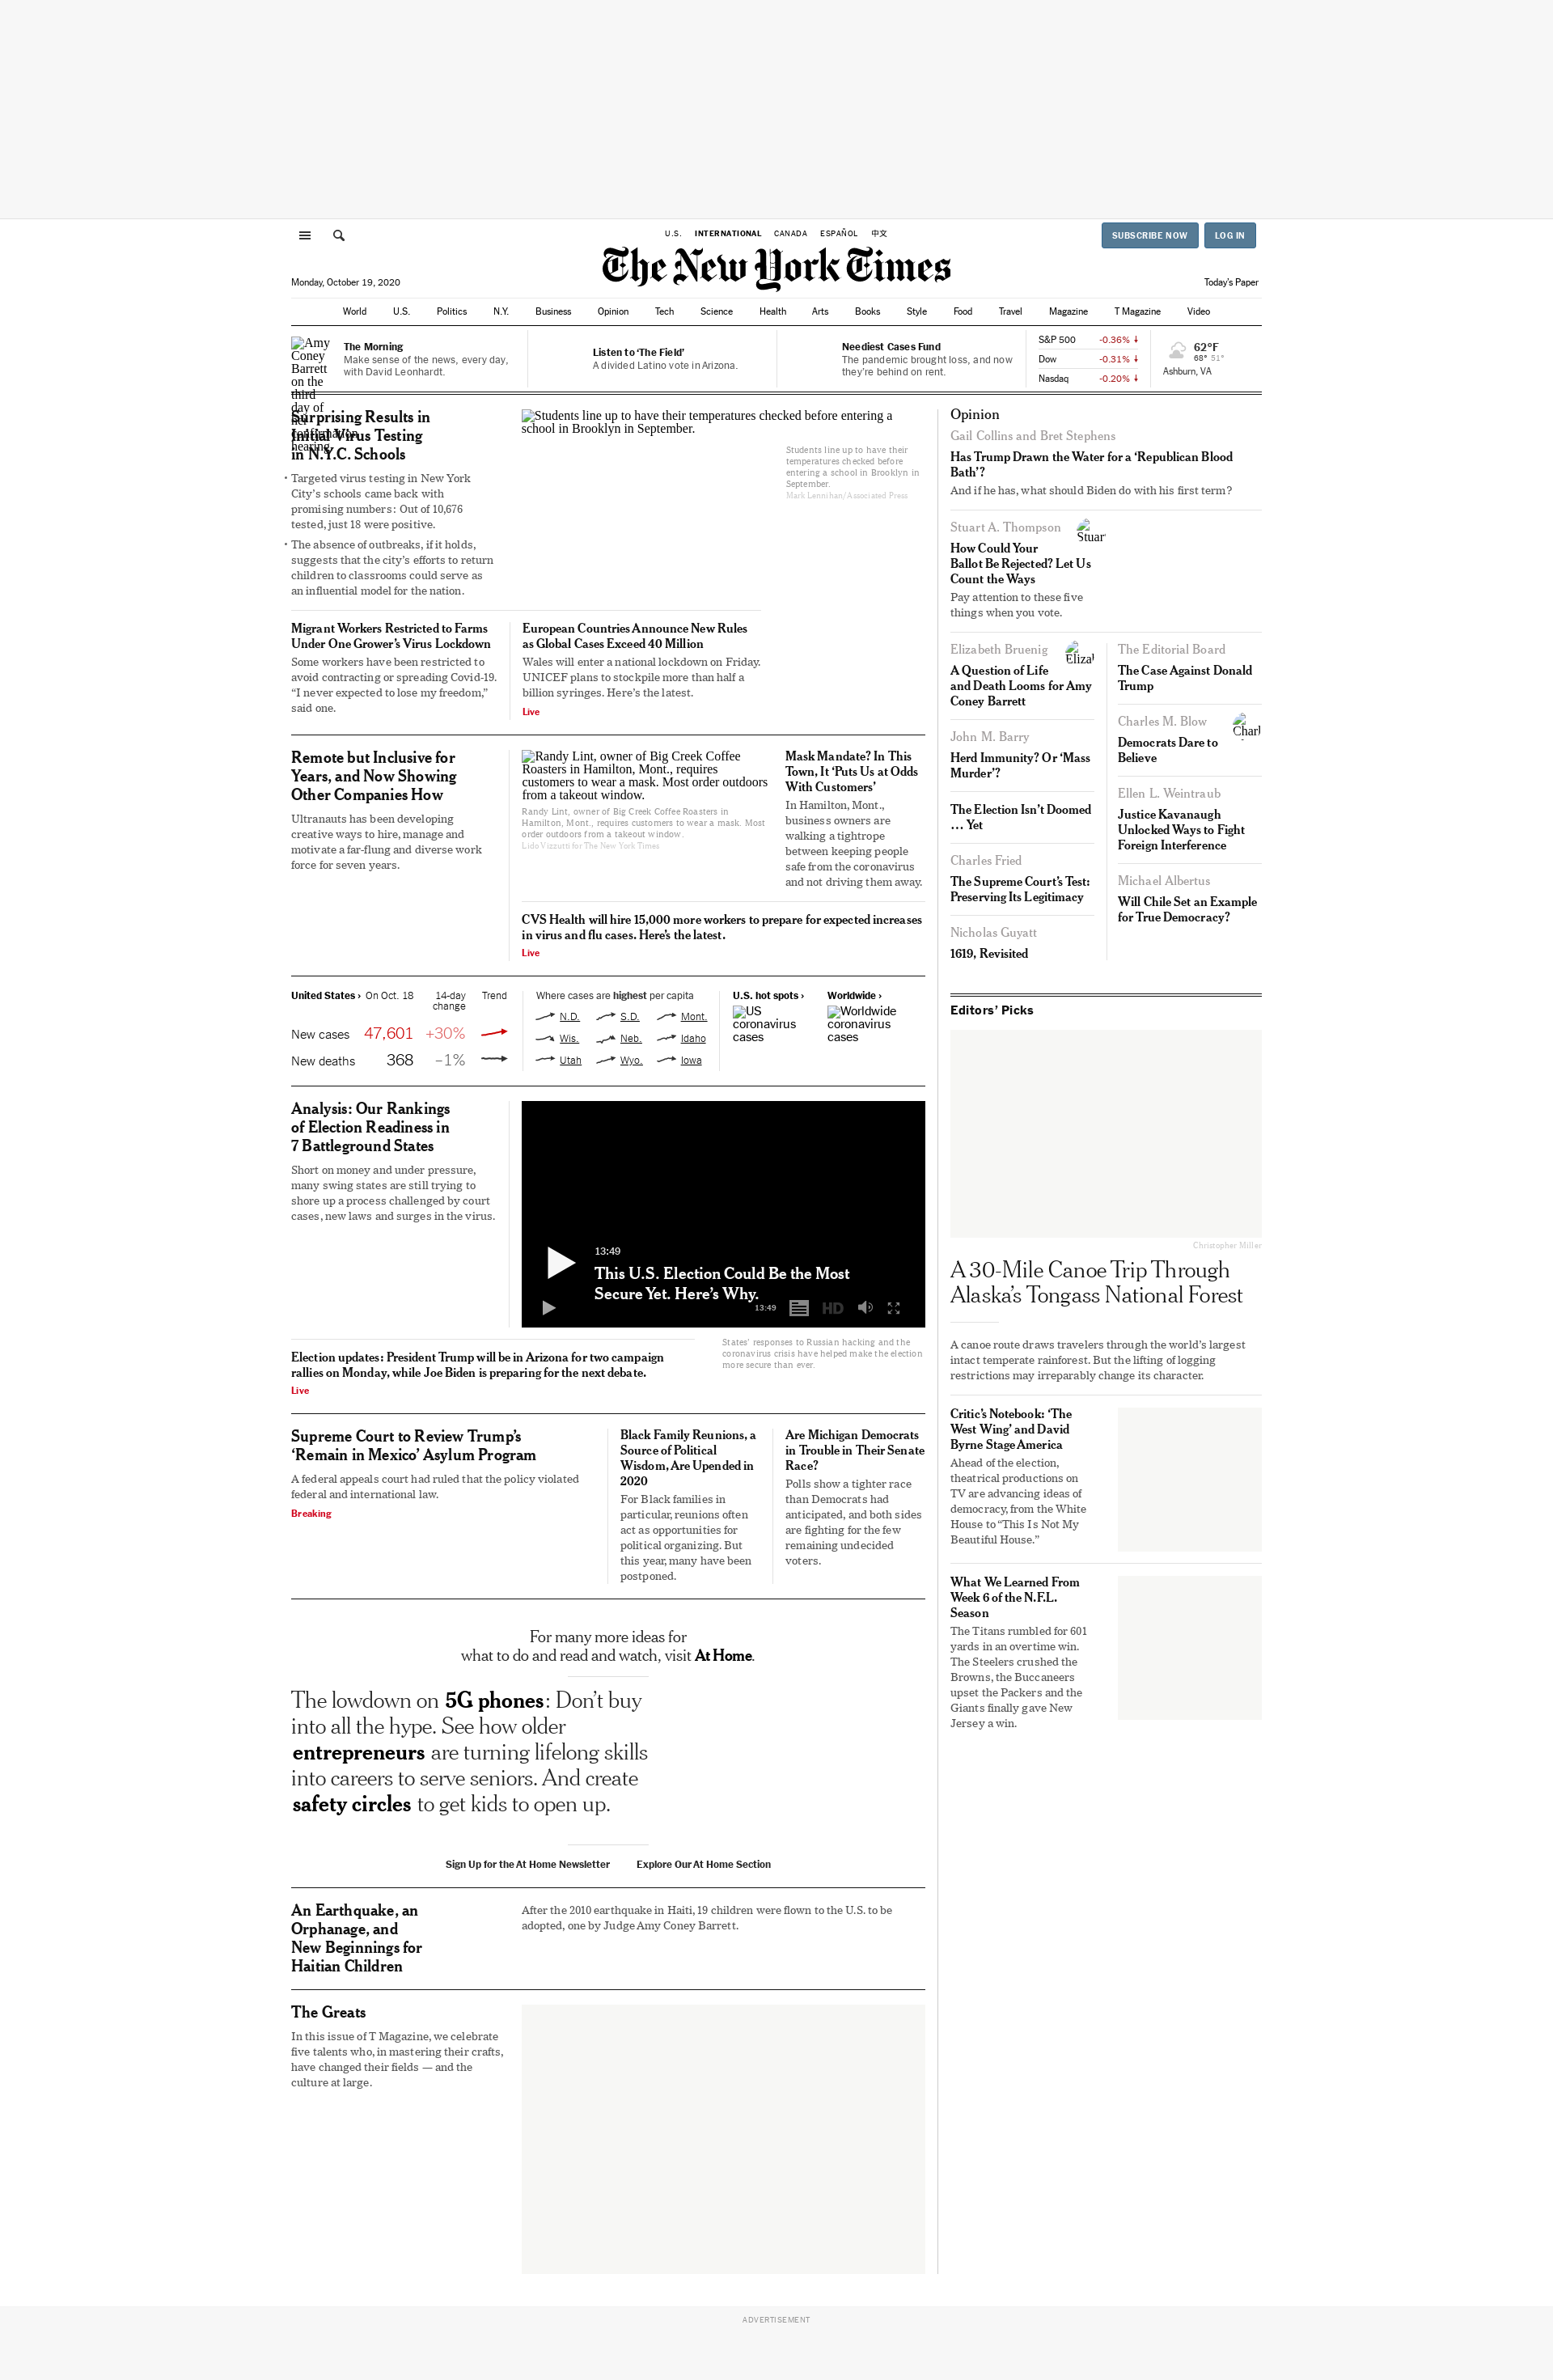 U.S. INTERNATIONAL CANADA ESPAÑOL 中文
SUBSCRIBE NOW LOG IN
The New York Times
Monday, October 19, 2020
Today's Paper
World U.S. Politics N.Y. Business Opinion Tech Science Health Arts Books Style Food Travel Magazine T Magazine Video
Amy
Coney
Barrett
on the
third
day of
her
confirmation
hearing
The Morning
Make sense of the news, every day,
with David Leonhardt.
Listen to ‘The Field’
A divided Latino vote in Arizona.
Neediest Cases Fund
The pandemic brought loss, and now
they’re behind on rent.
S&P 500 -0.36%
Dow -0.31%
Nasdaq -0.20%
62°F
68° 51°
Ashburn, VA
Surprising Results in
Initial Virus Testing
in N.Y.C. Schools
• Targeted virus testing in New York
City’s schools came back with
promising numbers: Out of 10,676
tested, just 18 were positive.
• The absence of outbreaks, if it holds,
suggests that the city’s efforts to return
children to classrooms could serve as
an influential model for the nation.
Students line up to have their temperatures checked before entering a
school in Brooklyn in September.
Students line up to have their
temperatures checked before
entering a school in Brooklyn in
September.
Mark Lennihan/Associated Press
Migrant Workers Restricted to Farms
Under One Grower’s Virus Lockdown
Some workers have been restricted to
avoid contracting or spreading Covid-19.
“I never expected to lose my freedom,”
said one.
European Countries Announce New Rules
as Global Cases Exceed 40 Million
Wales will enter a national lockdown on Friday.
UNICEF plans to stockpile more than half a
billion syringes. Here’s the latest.
Live
Remote but Inclusive for
Years, and Now Showing
Other Companies How
Ultranauts has been developing
creative ways to hire, manage and
motivate a far-flung and diverse work
force for seven years.
Randy Lint, owner of Big Creek Coffee
Roasters in Hamilton, Mont., requires
customers to wear a mask. Most order outdoors
from a takeout window.
Randy Lint, owner of Big Creek Coffee Roasters in
Hamilton, Mont., requires customers to wear a mask. Most
order outdoors from a takeout window.
Lido Vizzutti for The New York Times
Mask Mandate? In This
Town, It ‘Puts Us at Odds
With Customers’
In Hamilton, Mont.,
business owners are
walking a tightrope
between keeping people
safe from the coronavirus
and not driving them away.
CVS Health will hire 15,000 more workers to prepare for expected increases
in virus and flu cases. Here’s the latest.
Live
United States › On Oct. 18 14-day
change Trend
New cases 47,601 +30%
New deaths 368 –1%
Where cases are highest per capita
N.D. S.D. Mont.
Wis. Neb. Idaho
Utah Wyo. Iowa
U.S. hot spots ›
US
coronavirus
cases
Worldwide ›
Worldwide
coronavirus
cases
Analysis: Our Rankings
of Election Readiness in
7 Battleground States
Short on money and under pressure,
many swing states are still trying to
shore up a process challenged by court
cases, new laws and surges in the virus.
13:49
This U.S. Election Could Be the Most
Secure Yet. Here’s Why.
13:49 HD
States’ responses to Russian hacking and the
coronavirus crisis have helped make the election
more secure than ever.
Election updates: President Trump will be in Arizona for two campaign
rallies on Monday, while Joe Biden is preparing for the next debate.
Live
Supreme Court to Review Trump’s
‘Remain in Mexico’ Asylum Program
A federal appeals court had ruled that the policy violated
federal and international law.
Breaking
Black Family Reunions, a
Source of Political
Wisdom, Are Upended in
2020
For Black families in
particular, reunions often
act as opportunities for
political organizing. But
this year, many have been
postponed.
Are Michigan Democrats
in Trouble in Their Senate
Race?
Polls show a tighter race
than Democrats had
anticipated, and both sides
are fighting for the few
remaining undecided
voters.
For many more ideas for
what to do and read and watch, visit At Home.
The lowdown on 5G phones: Don’t buy
into all the hype. See how older
entrepreneurs are turning lifelong skills
into careers to serve seniors. And create
safety circles to get kids to open up.
Sign Up for the At Home Newsletter Explore Our At Home Section
An Earthquake, an
Orphanage, and
New Beginnings for
Haitian Children
After the 2010 earthquake in Haiti, 19 children were flown to the U.S. to be
adopted, one by Judge Amy Coney Barrett.
The Greats
In this issue of T Magazine, we celebrate
five talents who, in mastering their crafts,
have changed their fields — and the
culture at large.
Opinion
Gail Collins and Bret Stephens
Has Trump Drawn the Water for a ‘Republican Blood
Bath’?
And if he has, what should Biden do with his first term?
Stuart A. Thompson
How Could Your
Ballot Be Rejected? Let Us
Count the Ways
Pay attention to these five
things when you vote.
Elizabeth Bruenig
A Question of Life
and Death Looms for Amy
Coney Barrett
John M. Barry
Herd Immunity? Or ‘Mass
Murder’?
The Election Isn’t Doomed
… Yet
Charles Fried
The Supreme Court’s Test:
Preserving Its Legitimacy
Nicholas Guyatt
1619, Revisited
The Editorial Board
The Case Against Donald
Trump
Charles M. Blow
Democrats Dare to
Believe
Ellen L. Weintraub
Justice Kavanaugh
Unlocked Ways to Fight
Foreign Interference
Michael Albertus
Will Chile Set an Example
for True Democracy?
Editors’ Picks
Christopher Miller
A 30-Mile Canoe Trip Through
Alaska’s Tongass National Forest
A canoe route draws travelers through the world’s largest
intact temperate rainforest. But the lifting of logging
restrictions may irreparably change its character.
Critic’s Notebook: ‘The
West Wing’ and David
Byrne Stage America
Ahead of the election,
theatrical productions on
TV are advancing ideas of
democracy, from the White
House to “This Is Not My
Beautiful House.”
What We Learned From
Week 6 of the N.F.L.
Season
The Titans rumbled for 601
yards in an overtime win.
The Steelers crushed the
Browns, the Buccaneers
upset the Packers and the
Giants finally gave New
Jersey a win.
ADVERTISEMENT